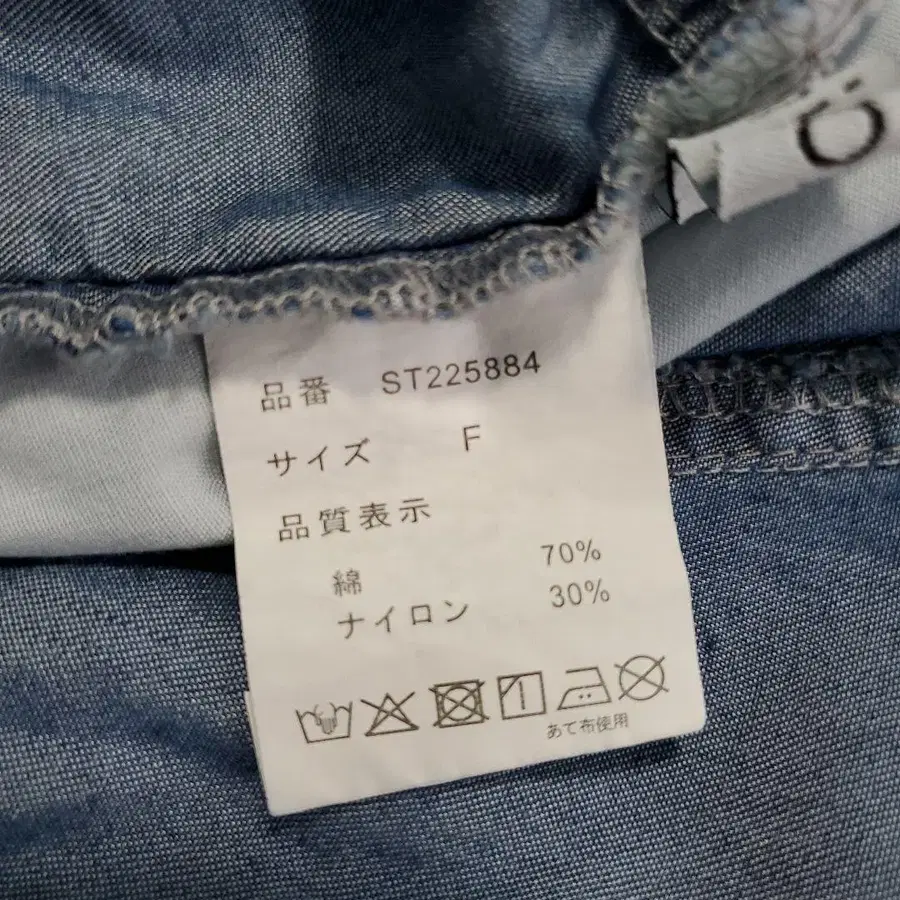 品番 ST225884
サイズ F
品質表示
綿 70%
ナイロン 30%
あて布使用